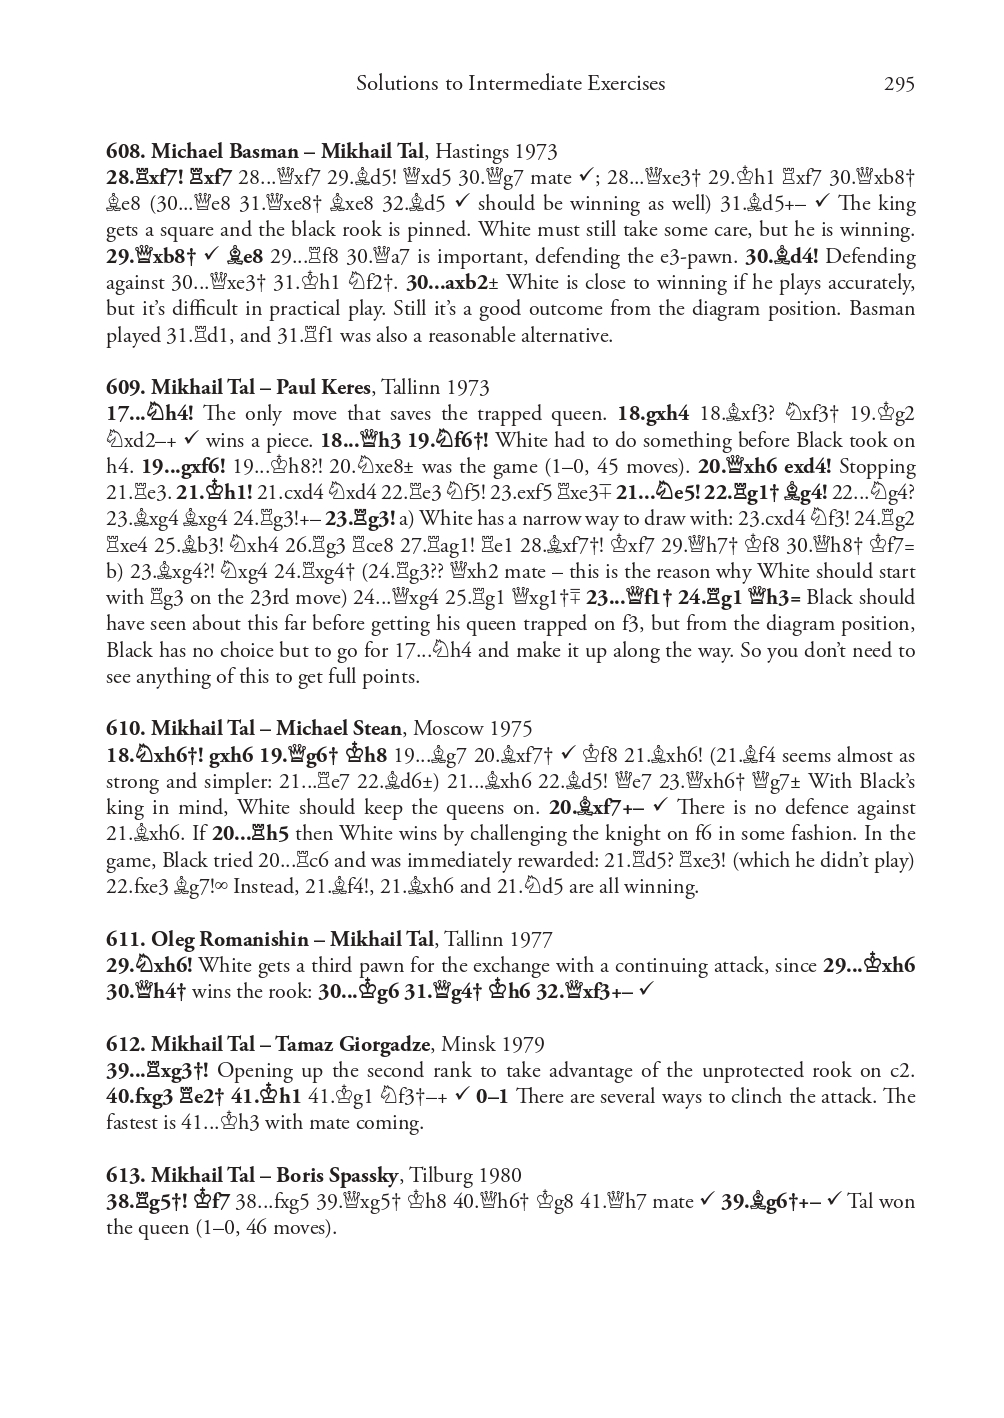 Solutions to Intermediate Exercises 295
608. Michael Basman – Mikhail Tal, Hastings 1973
28.♖xf7! ♖xf7 28...♕xf7 29.♗d5! ♕xd5 30.♕g7 mate ✓; 28...♕xe3† 29.♔h1 ♖xf7 30.♕xb8†
♗e8 (30...♕e8 31.♕xe8† ♗xe8 32.♗d5 ✓ should be winning as well) 31.♗d5+– ✓ The king
gets a square and the black rook is pinned. White must still take some care, but he is winning.
29.♕xb8† ✓ ♗e8 29...♖f8 30.♕a7 is important, defending the e3-pawn. 30.♗d4! Defending
against 30...♕xe3† 31.♔h1 ♘f2†. 30...axb2± White is close to winning if he plays accurately,
but it’s difficult in practical play. Still it’s a good outcome from the diagram position. Basman
played 31.♖d1, and 31.♖f1 was also a reasonable alternative.
609. Mikhail Tal – Paul Keres, Tallinn 1973
17...♘h4! The only move that saves the trapped queen. 18.gxh4 18.♗xf3? ♘xf3† 19.♔g2
♘xd2–+ ✓ wins a piece. 18...♕h3 19.♘f6†! White had to do something before Black took on
h4. 19...gxf6! 19...♔h8?! 20.♘xe8± was the game (1–0, 45 moves). 20.♕xh6 exd4! Stopping
21.♖e3. 21.♔h1! 21.cxd4 ♘xd4 22.♖e3 ♘f5! 23.exf5 ♖xe3∓ 21...♘e5! 22.♖g1† ♗g4! 22...♘g4?
23.♗xg4 ♗xg4 24.♖g3!+– 23.♖g3! a) White has a narrow way to draw with: 23.cxd4 ♘f3! 24.♖g2
♖xe4 25.♗b3! ♘xh4 26.♖g3 ♖ce8 27.♖ag1! ♖e1 28.♗xf7†! ♔xf7 29.♕h7† ♔f8 30.♕h8† ♔f7=
b) 23.♗xg4?! ♘xg4 24.♖xg4† (24.♖g3?? ♕xh2 mate – this is the reason why White should start
with ♖g3 on the 23rd move) 24...♕xg4 25.♖g1 ♕xg1†⩱ 23...♕f1† 24.♖g1 ♕h3= Black should
have seen about this far before getting his queen trapped on f3, but from the diagram position,
Black has no choice but to go for 17...♘h4 and make it up along the way. So you don’t need to
see anything of this to get full points.
610. Mikhail Tal – Michael Stean, Moscow 1975
18.♘xh6†! gxh6 19.♕g6† ♔h8 19...♗g7 20.♗xf7† ✓ ♔f8 21.♗xh6! (21.♗f4 seems almost as
strong and simpler: 21...♖e7 22.♗d6±) 21...♗xh6 22.♗d5! ♕e7 23.♕xh6† ♕g7± With Black’s
king in mind, White should keep the queens on. 20.♗xf7+– ✓ There is no defence against
21.♗xh6. If 20...♖h5 then White wins by challenging the knight on f6 in some fashion. In the
game, Black tried 20...♖c6 and was immediately rewarded: 21.♖d5? ♖xe3! (which he didn’t play)
22.fxe3 ♗g7!∞ Instead, 21.♗f4!, 21.♗xh6 and 21.♘d5 are all winning.
611. Oleg Romanishin – Mikhail Tal, Tallinn 1977
29.♘xh6! White gets a third pawn for the exchange with a continuing attack, since 29...♔xh6
30.♕h4† wins the rook: 30...♔g6 31.♕g4† ♔h6 32.♕xf3+– ✓
612. Mikhail Tal – Tamaz Giorgadze, Minsk 1979
39...♖xg3†! Opening up the second rank to take advantage of the unprotected rook on c2.
40.fxg3 ♖e2† 41.♔h1 41.♔g1 ♘f3†–+ ✓ 0–1 There are several ways to clinch the attack. The
fastest is 41...♔h3 with mate coming.
613. Mikhail Tal – Boris Spassky, Tilburg 1980
38.♖g5†! ♔f7 38...fxg5 39.♕xg5† ♔h8 40.♕h6† ♔g8 41.♕h7 mate ✓ 39.♗g6†+– ✓ Tal won
the queen (1–0, 46 moves).